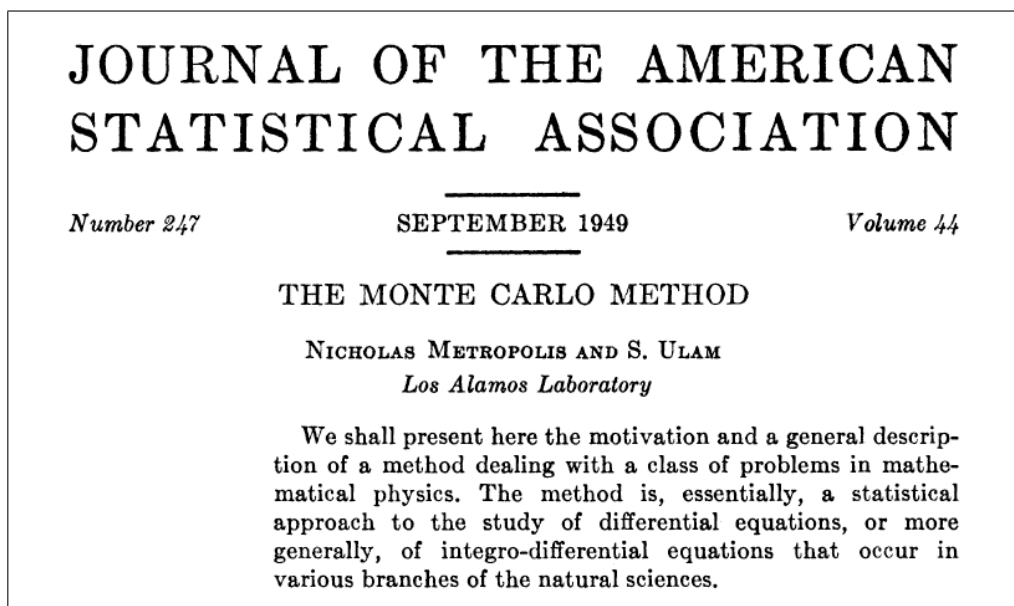 JOURNAL OF THE AMERICAN
STATISTICAL ASSOCIATION
Number 247 SEPTEMBER 1949 Volume 44
THE MONTE CARLO METHOD
NICHOLAS METROPOLIS AND S. ULAM
Los Alamos Laboratory
We shall present here the motivation and a general descrip-
tion of a method dealing with a class of problems in mathe-
matical physics. The method is, essentially, a statistical
approach to the study of differential equations, or more
generally, of integro-differential equations that occur in
various branches of the natural sciences.